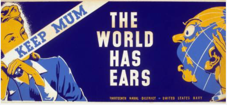 KEEP MUM
THE
WORLD
HAS
EARS
THIRTEENTH NAVAL DISTRICT • UNITED STATES NAVY